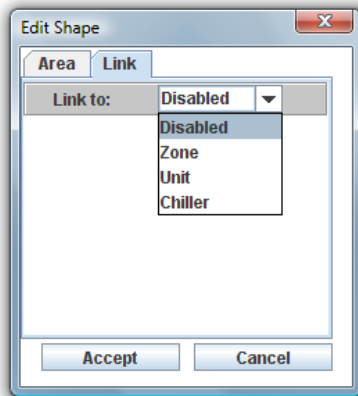 Edit Shape
Area Link
Link to: Disabled
Disabled
Zone
Unit
Chiller
Accept Cancel